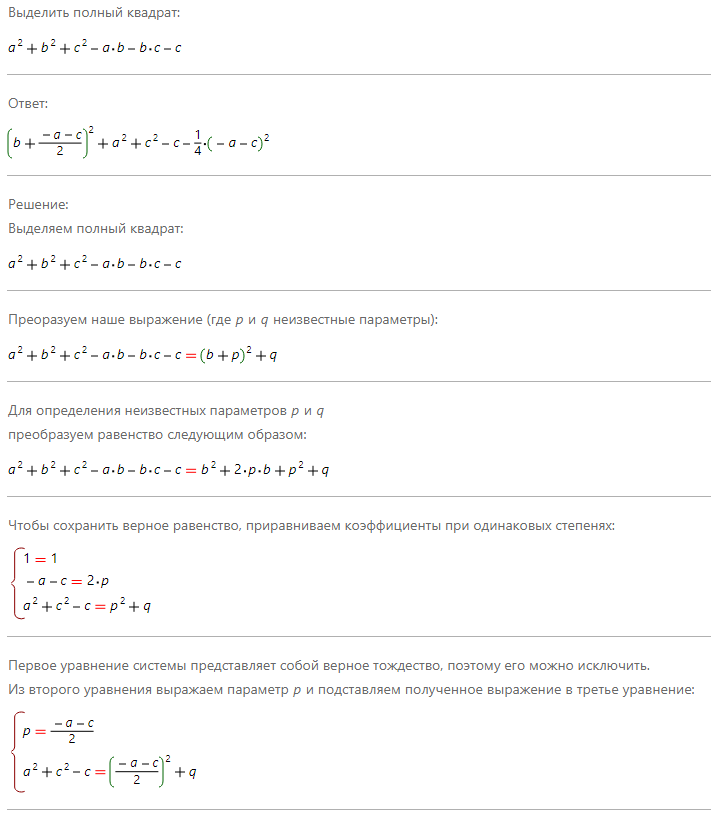 Выделить полный квадрат:
a² + b² + c² − a·b − b·c − c
Ответ:
(b + (−a − c)/2)² + a² + c² − c − 1/4·(−a − c)²
Решение:
Выделяем полный квадрат:
a² + b² + c² − a·b − b·c − c
Преоразуем наше выражение (где p и q неизвестные параметры):
a² + b² + c² − a·b − b·c − c = (b + p)² + q
Для определения неизвестных параметров p и q
преобразуем равенство следующим образом:
a² + b² + c² − a·b − b·c − c = b² + 2·p·b + p² + q
Чтобы сохранить верное равенство, приравниваем коэффициенты при одинаковых степенях:
1 = 1
−a − c = 2·p
a² + c² − c = p² + q
Первое уравнение системы представляет собой верное тождество, поэтому его можно исключить.
Из второго уравнения выражаем параметр p и подставляем полученное выражение в третье уравнение:
p = (−a − c)/2
a² + c² − c = ((−a − c)/2)² + q